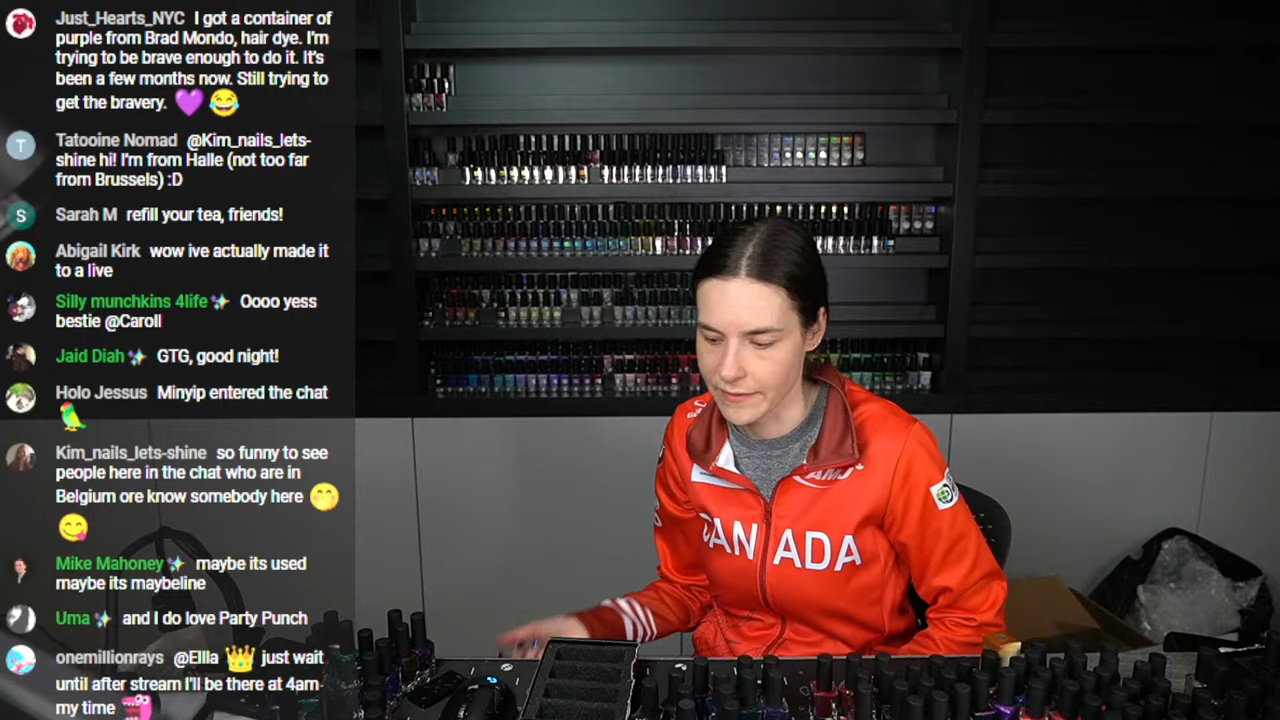 Just_Hearts_NYC I got a container of
purple from Brad Mondo, hair dye. I'm
trying to be brave enough to do it. It's
been a few months now. Still trying to
get the bravery. 💜😂
Tatooine Nomad @Kim_nails_lets-
shine hi! I'm from Halle (not too far
from Brussels) :D
Sarah M refill your tea, friends!
Abigail Kirk wow ive actually made it
to a live
Silly munchkins 4life Oooo yess
bestie @Caroll
Jaid Diah GTG, good night!
Holo Jessus Minyip entered the chat
Kim_nails_lets-shine so funny to see
people here in the chat who are in
Belgium ore know somebody here
Mike Mahoney maybe its used
maybe its maybeline
Uma and I do love Party Punch
onemillionrays @Ellla 👑 just wait
until after stream I'll be there at 4am
my time
T
S
AMJ
CANADA